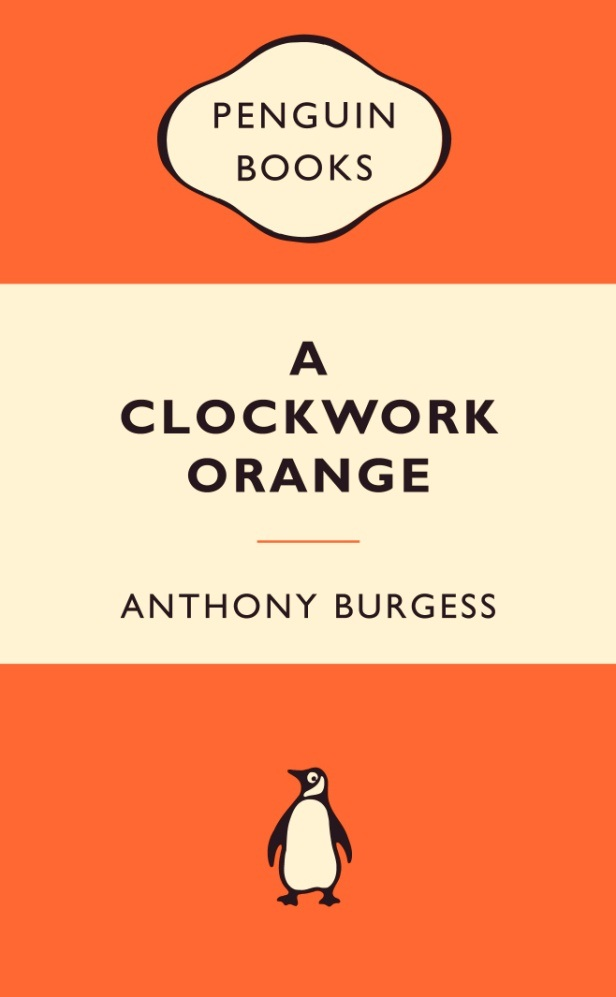 PENGUIN
BOOKS
A
CLOCKWORK
ORANGE
ANTHONY BURGESS